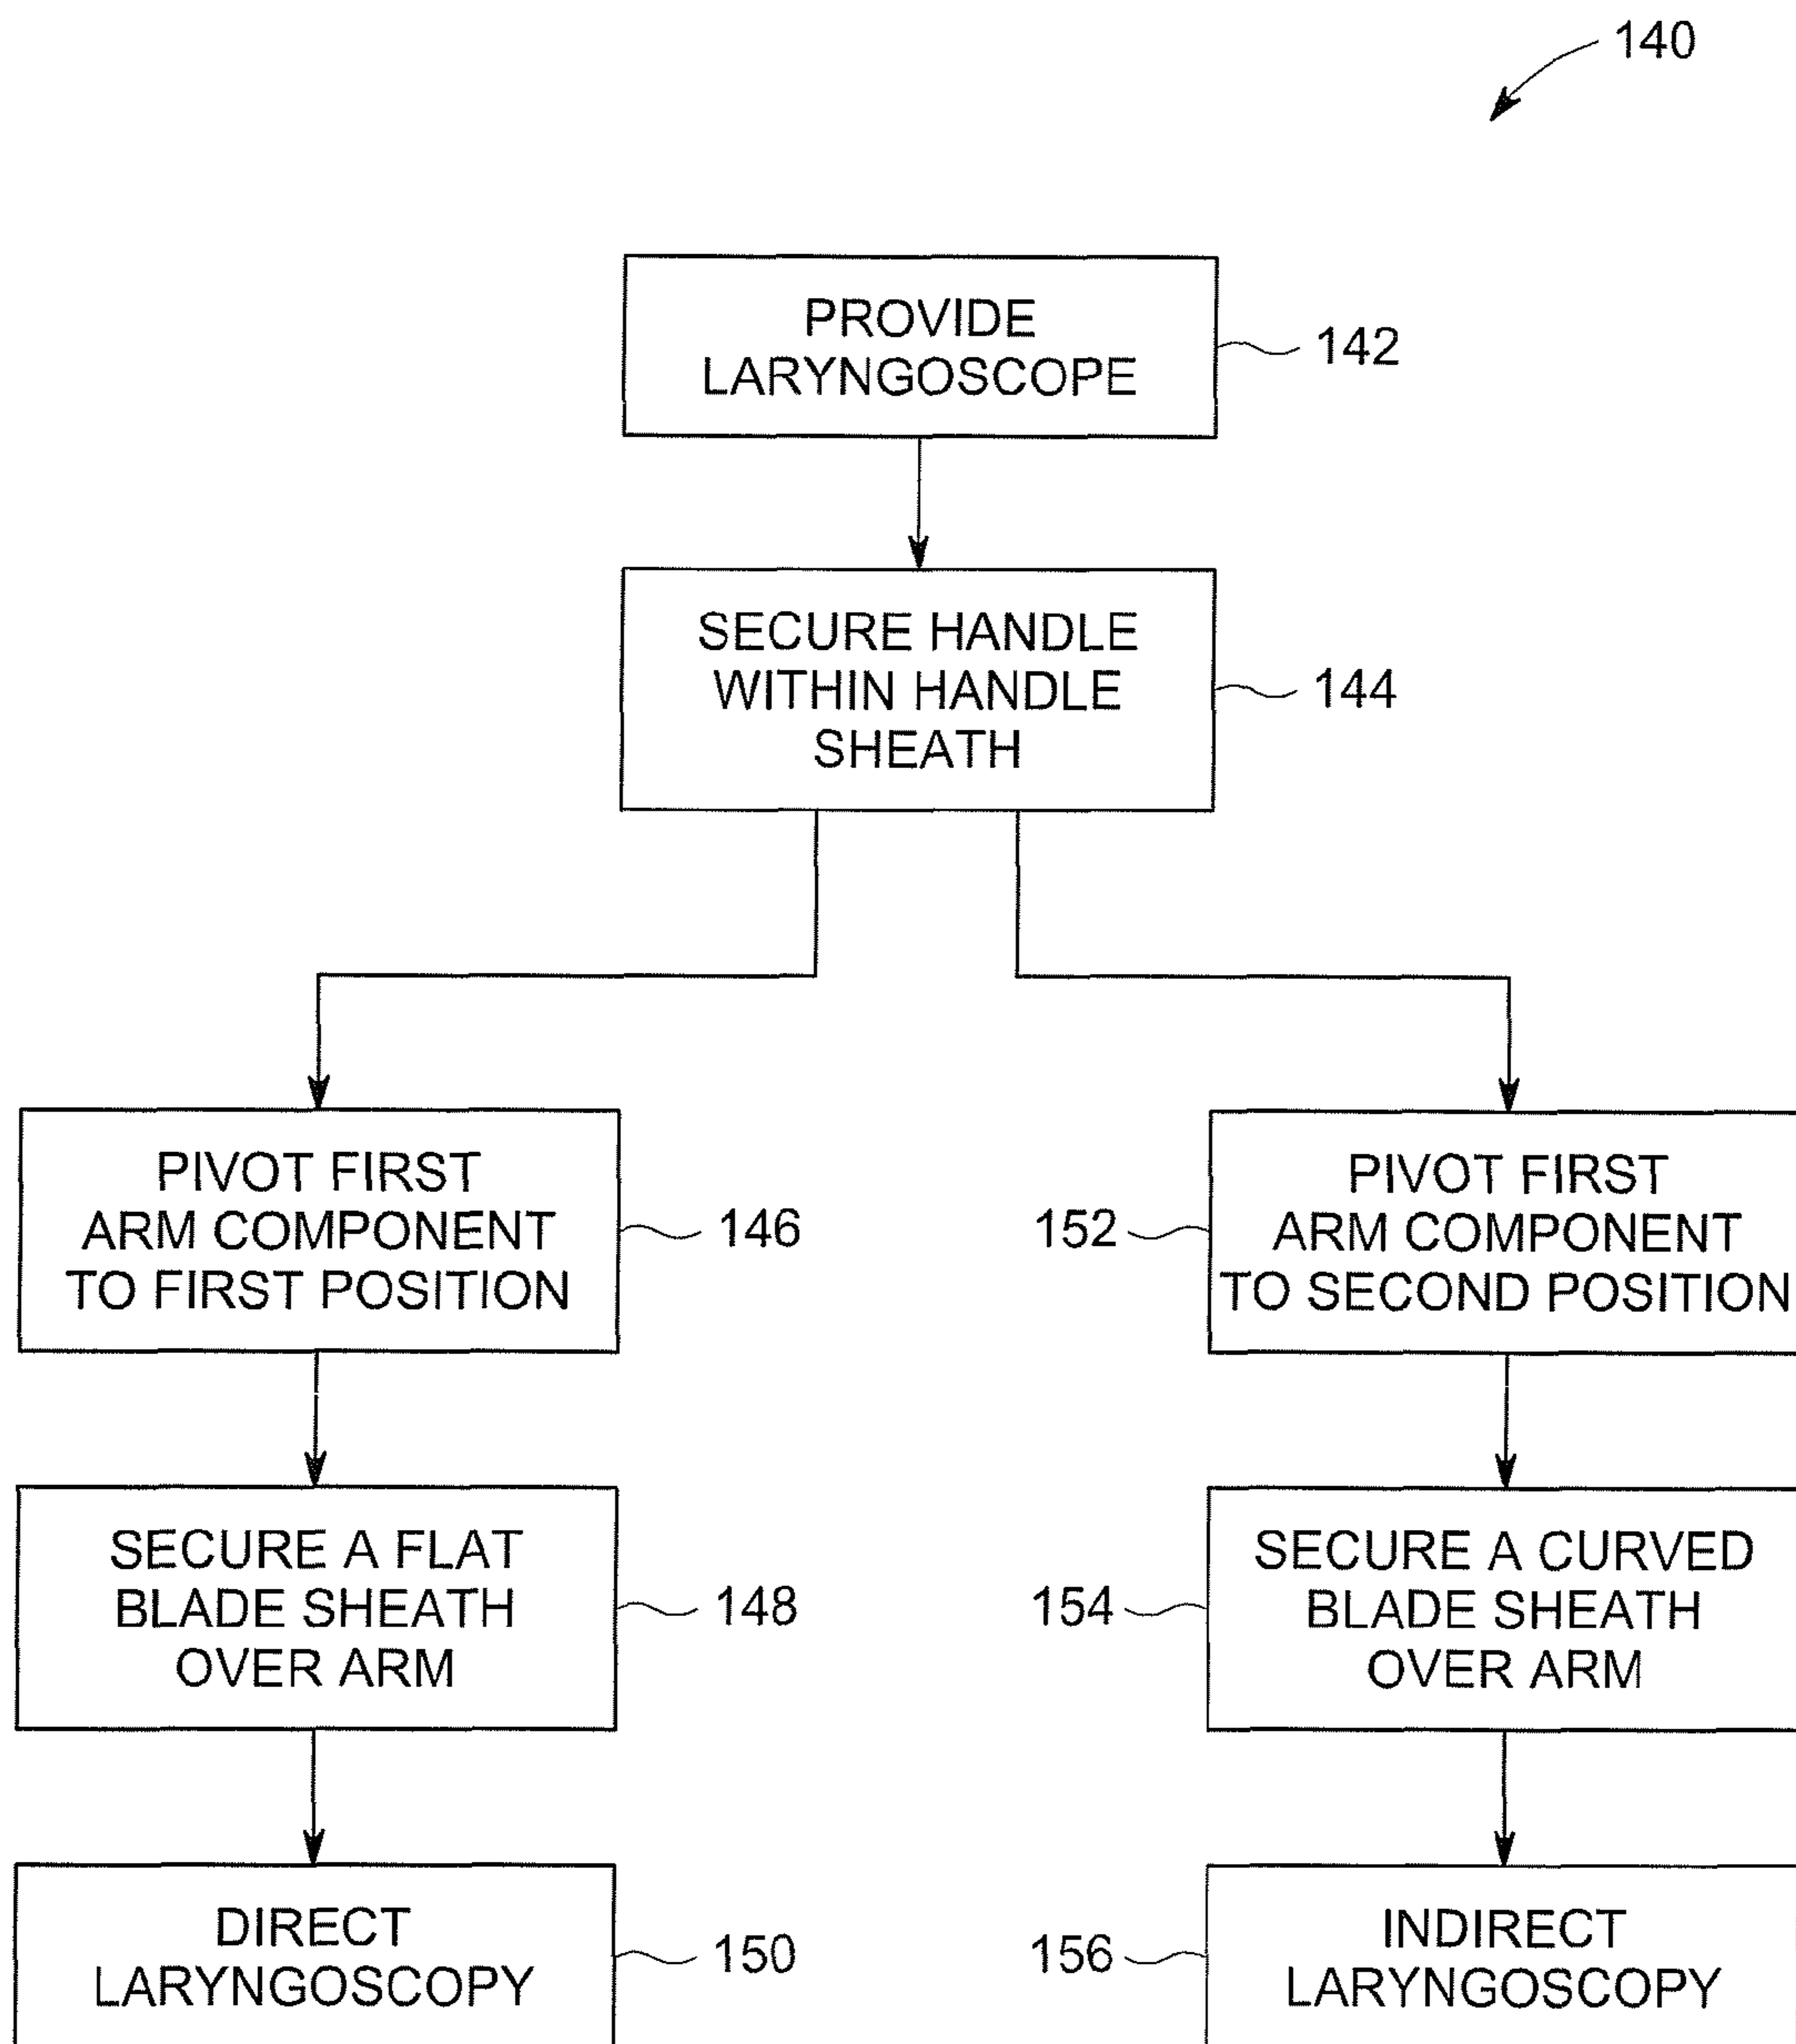 140
PROVIDE
LARYNGOSCOPE
142
SECURE HANDLE
WITHIN HANDLE
SHEATH
144
PIVOT FIRST
ARM COMPONENT
TO FIRST POSITION
146
152
PIVOT FIRST
ARM COMPONENT
TO SECOND POSITION
SECURE A FLAT
BLADE SHEATH
OVER ARM
148
154
SECURE A CURVED
BLADE SHEATH
OVER ARM
DIRECT
LARYNGOSCOPY
150
156
INDIRECT
LARYNGOSCOPY